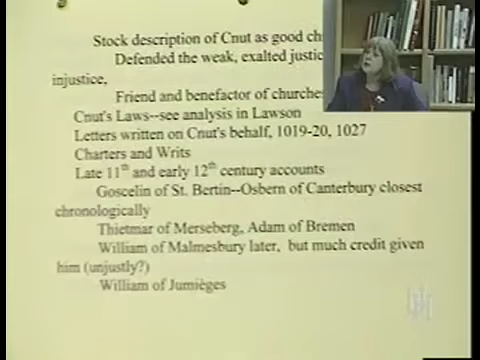 Stock description of Cnut as good
Defended the weak, exalted
injustice,
Friend and benefactor of
Cnut's Laws--see analysis in Lawson
Letters written on Cnut's behalf, 1019-20, 1027
Charters and Writs
Late 11th and early 12th century accounts
Goscelin of St. Bertin--Osbern of Canterbury closest
chronologically
Thietmar of Merseberg, Adam of Bremen
William of Malmesbury later, but much credit given
him (unjustly?)
William of Jumièges